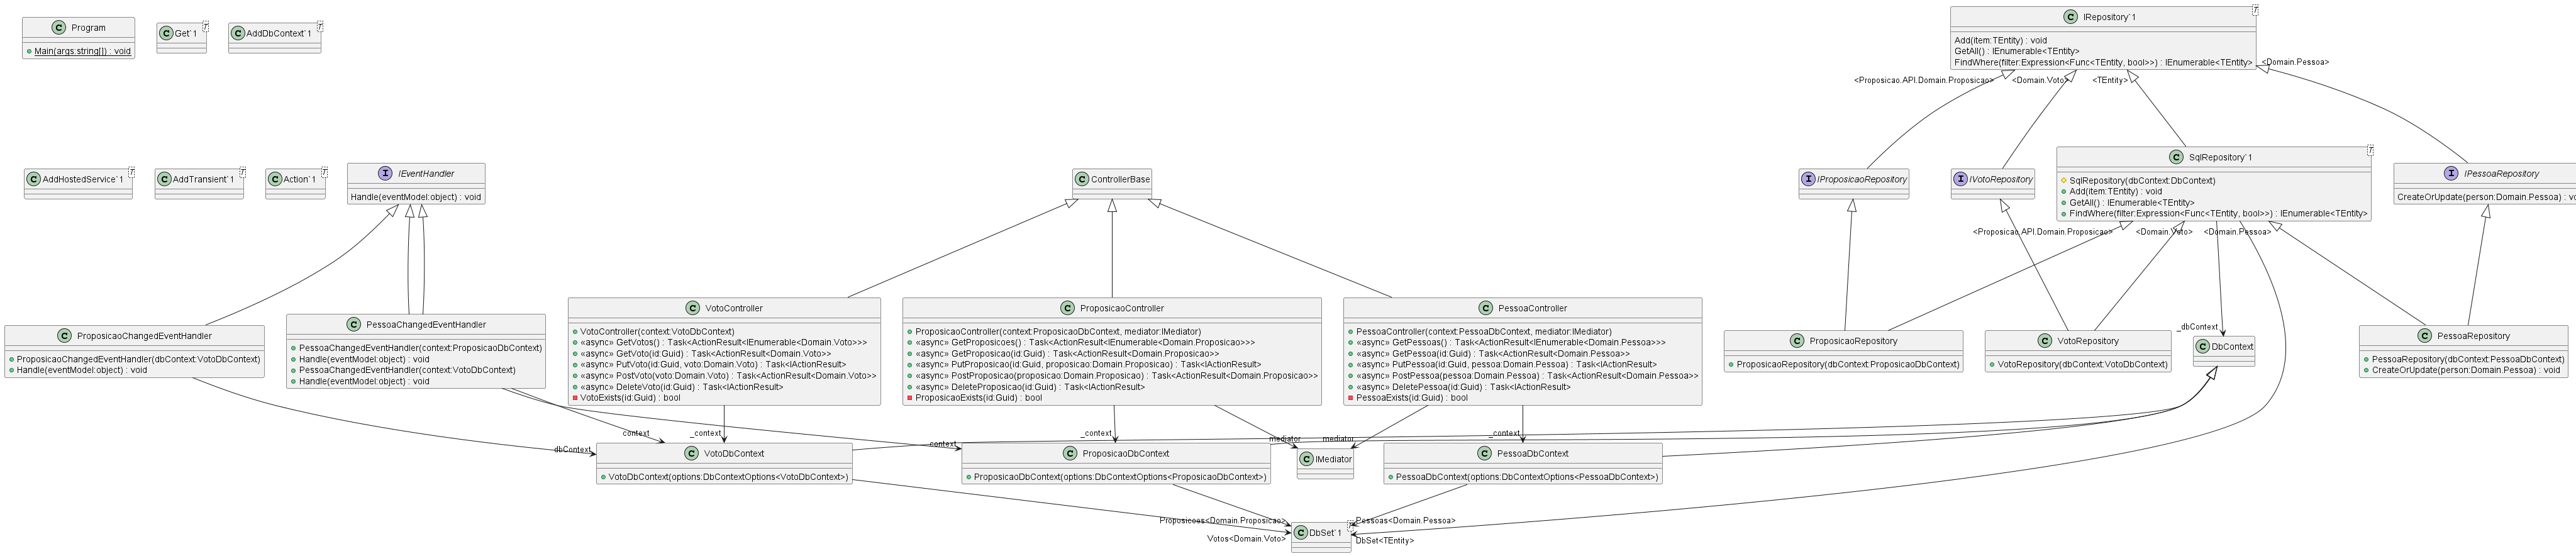 Program
Main(args:string[]) : void
Get`1
T
AddDbContext`1
T
IRepository`1
T
Add(item:TEntity) : void
GetAll() : IEnumerable<TEntity>
FindWhere(filter:Expression<Func<TEntity, bool>>) : IEnumerable<TEntity>
<Proposicao.API.Domain.Proposicao>
<Domain.Voto>
<TEntity>
<Domain.Pessoa>
AddHostedService`1
T
AddTransient`1
T
Action`1
T
IEventHandler
Handle(eventModel:object) : void
ControllerBase
IProposicaoRepository
IVotoRepository
SqlRepository`1
T
SqlRepository(dbContext:DbContext)
Add(item:TEntity) : void
GetAll() : IEnumerable<TEntity>
FindWhere(filter:Expression<Func<TEntity, bool>>) : IEnumerable<TEntity>
IPessoaRepository
CreateOrUpdate(person:Domain.Pessoa) : vo
<Proposicao.API.Domain.Proposicao>
<Domain.Voto>
<Domain.Pessoa>
ProposicaoChangedEventHandler
ProposicaoChangedEventHandler(dbContext:VotoDbContext)
Handle(eventModel:object) : void
PessoaChangedEventHandler
PessoaChangedEventHandler(context:ProposicaoDbContext)
Handle(eventModel:object) : void
PessoaChangedEventHandler(context:VotoDbContext)
Handle(eventModel:object) : void
VotoController
VotoController(context:VotoDbContext)
«async» GetVotos() : Task<ActionResult<IEnumerable<Domain.Voto>>>
«async» GetVoto(id:Guid) : Task<ActionResult<Domain.Voto>>
«async» PutVoto(id:Guid, voto:Domain.Voto) : Task<IActionResult>
«async» PostVoto(voto:Domain.Voto) : Task<ActionResult<Domain.Voto>>
«async» DeleteVoto(id:Guid) : Task<IActionResult>
VotoExists(id:Guid) : bool
ProposicaoController
ProposicaoController(context:ProposicaoDbContext, mediator:IMediator)
«async» GetProposicoes() : Task<ActionResult<IEnumerable<Domain.Proposicao>>>
«async» GetProposicao(id:Guid) : Task<ActionResult<Domain.Proposicao>>
«async» PutProposicao(id:Guid, proposicao:Domain.Proposicao) : Task<IActionResult>
«async» PostProposicao(proposicao:Domain.Proposicao) : Task<ActionResult<Domain.Proposicao>>
«async» DeleteProposicao(id:Guid) : Task<IActionResult>
ProposicaoExists(id:Guid) : bool
PessoaController
PessoaController(context:PessoaDbContext, mediator:IMediator)
«async» GetPessoas() : Task<ActionResult<IEnumerable<Domain.Pessoa>>>
«async» GetPessoa(id:Guid) : Task<ActionResult<Domain.Pessoa>>
«async» PutPessoa(id:Guid, pessoa:Domain.Pessoa) : Task<IActionResult>
«async» PostPessoa(pessoa:Domain.Pessoa) : Task<ActionResult<Domain.Pessoa>>
«async» DeletePessoa(id:Guid) : Task<IActionResult>
PessoaExists(id:Guid) : bool
ProposicaoRepository
ProposicaoRepository(dbContext:ProposicaoDbContext)
VotoRepository
VotoRepository(dbContext:VotoDbContext)
_dbContext
DbContext
PessoaRepository
PessoaRepository(dbContext:PessoaDbContext)
CreateOrUpdate(person:Domain.Pessoa) : void
dbContext
context
_context
context
_context
mediator
mediator
_context
VotoDbContext
VotoDbContext(options:DbContextOptions<VotoDbContext>)
ProposicaoDbContext
ProposicaoDbContext(options:DbContextOptions<ProposicaoDbContext>)
IMediator
PessoaDbContext
PessoaDbContext(options:DbContextOptions<PessoaDbContext>)
Proposicoes<Domain.Proposicao>
Votos<Domain.Voto>
DbSet`1
T
Pessoas<Domain.Pessoa>
DbSet<TEntity>